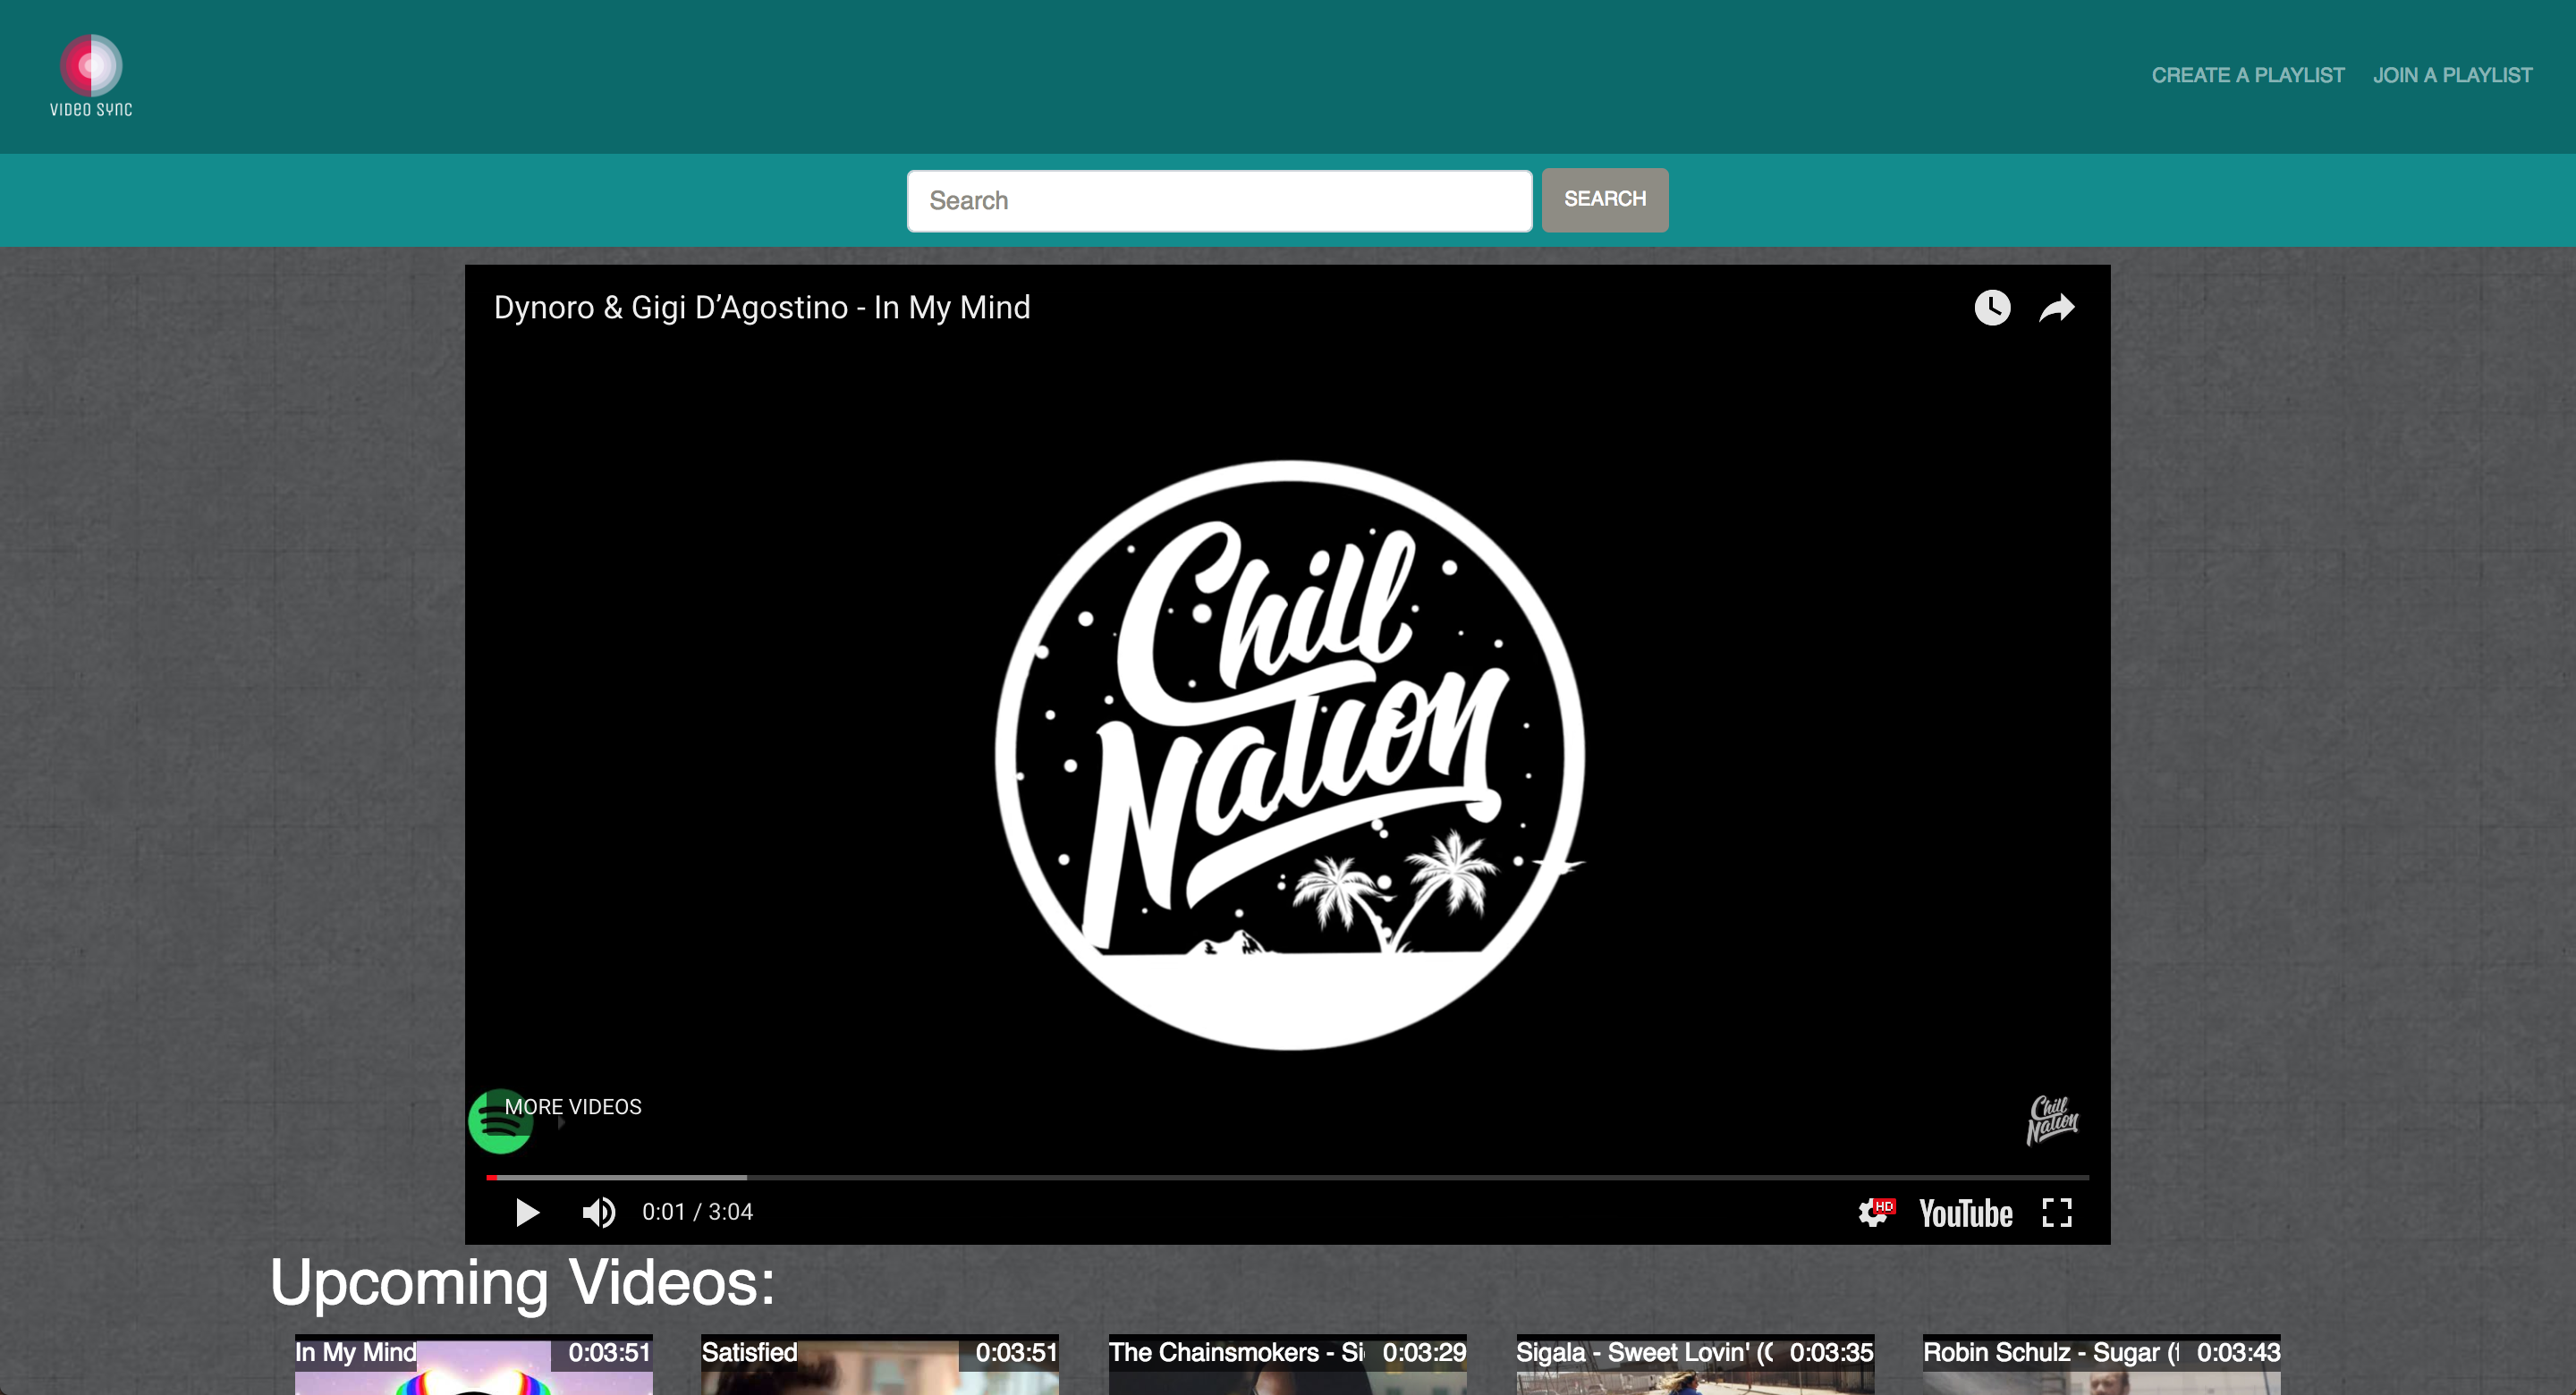 VIDEO SYNC
CREATE A PLAYLIST JOIN A PLAYLIST
Search SEARCH
Dynoro & Gigi D’Agostino - In My Mind
Chill
Nation
MORE VIDEOS
Chill
Nation
0:01 / 3:04
HD YouTube
Upcoming Videos:
In My Mind 0:03:51 Satisfied 0:03:51 The Chainsmokers - Si 0:03:29 Sigala - Sweet Lovin' ( 0:03:35 Robin Schulz - Sugar ( 0:03:43